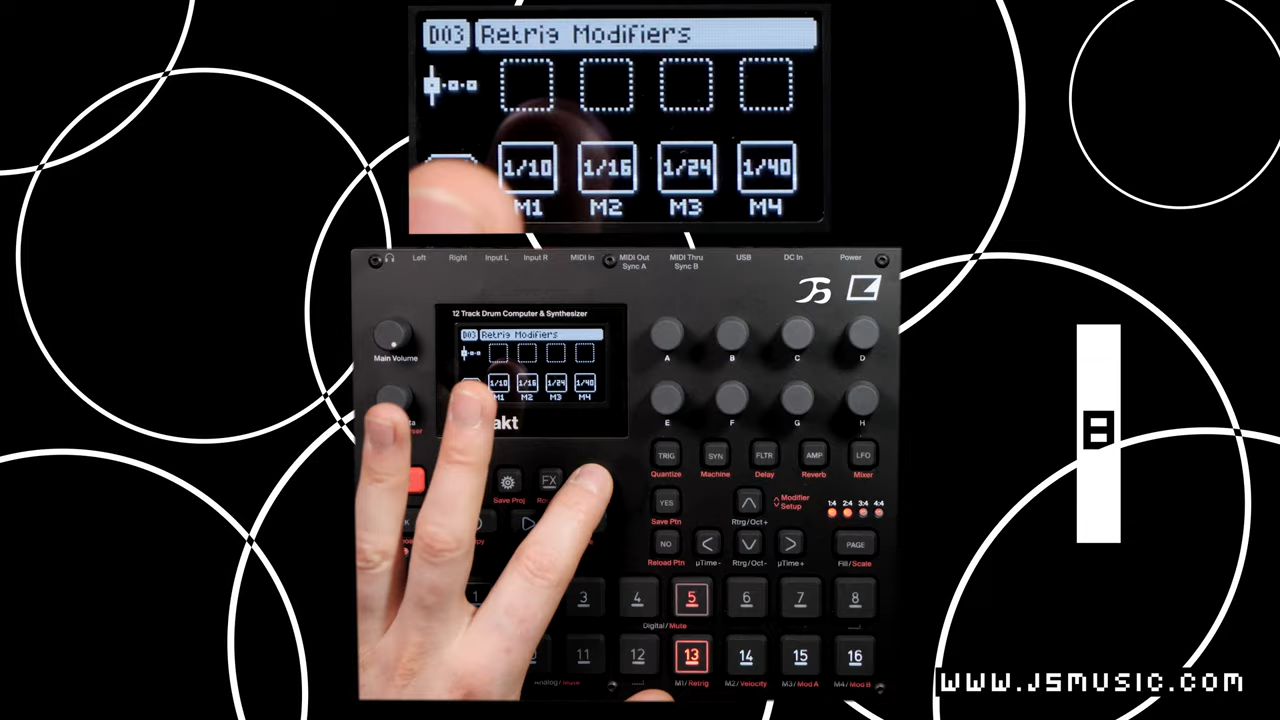 D03 Retrig Modifiers
1/10 1/16 1/24 1/40
M1 M2 M3 M4
Left Right Input L Input R MIDI In MIDI Out MIDI Thru USB DC In Power
Sync A Sync B
JS
12 Track Drum Computer & Synthesizer
D03 Retrig Modifiers
1/10 1/16 1/24 1/40
M1 M2 M3 M4
Main Volume
A B C D
E F G H
akt
TRIG SYN FLTR AMP LFO
Quantize Machine Delay Reverb Mixer
FX
Save Proj
YES
Save Ptn
Rtrg/Oct+
Modifier
Setup
1:4 2:4 3:4 4:4
NO < > PAGE
Reload Ptn µTime- Rtrg/Oct- µTime+ Fill/Scale
1 3 4 5 6 7 8
Digital/Mute
11 12 13 14 15 16
M1/Retrig M2/Velocity M3/Mod A M4/Mod B
B
www.jsmusic.com